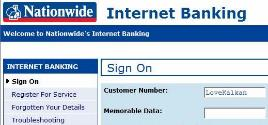 Nationwide Internet Banking
Welcome to Nationwide's Internet Banking
INTERNET BANKING
Sign On
Register For Service
Forgotten Your Details
Troubleshooting
Sign On
Customer Number: LoveKalkan
Memorable Data: